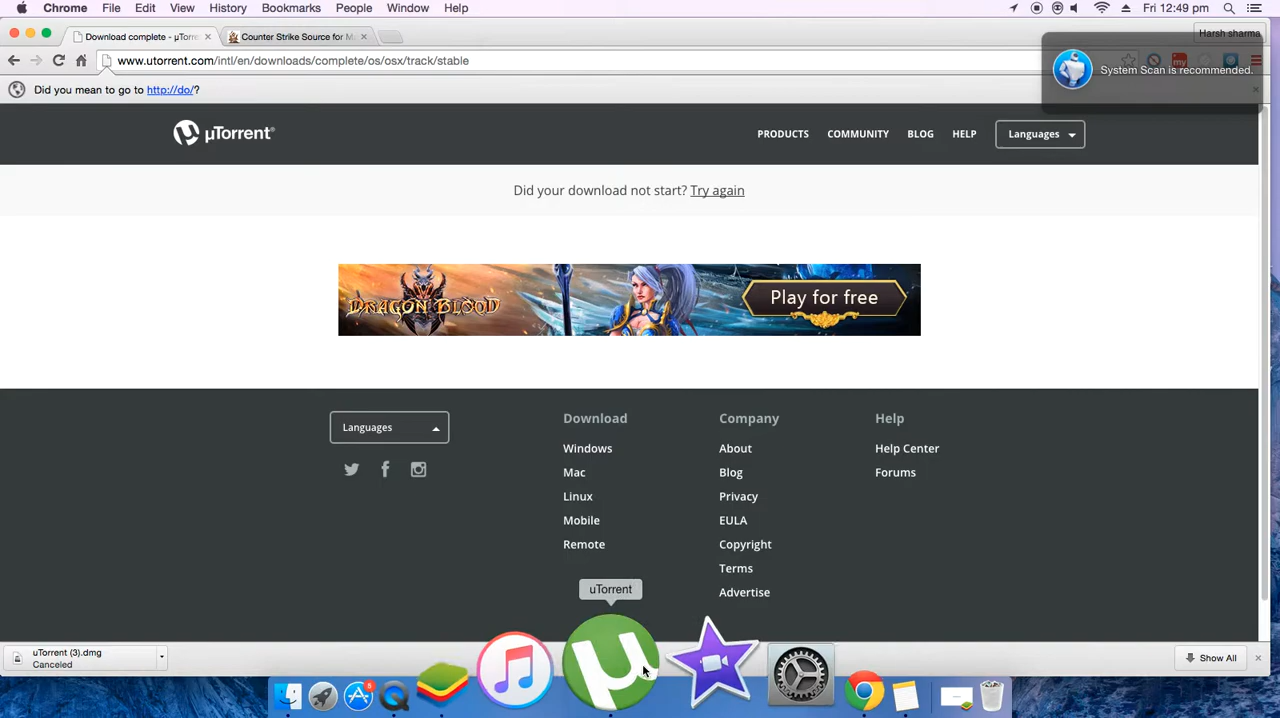 Chrome File Edit View History Bookmarks People Window Help Fri 12:49 pm
Download complete - µTorre Counter Strike Source for M Harsh sharma
www.utorrent.com/intl/en/downloads/complete/os/osx/track/stable
System Scan is recommended.
Did you mean to go to http://do/?
µTorrent® PRODUCTS COMMUNITY BLOG HELP Languages
Did your download not start? Try again
DRAGON BLOOD Play for free
Languages
Download
Windows
Mac
Linux
Mobile
Remote
Company
About
Blog
Privacy
EULA
Copyright
Terms
Advertise
Help
Help Center
Forums
uTorrent
uTorrent (3).dmg
Canceled
Show All